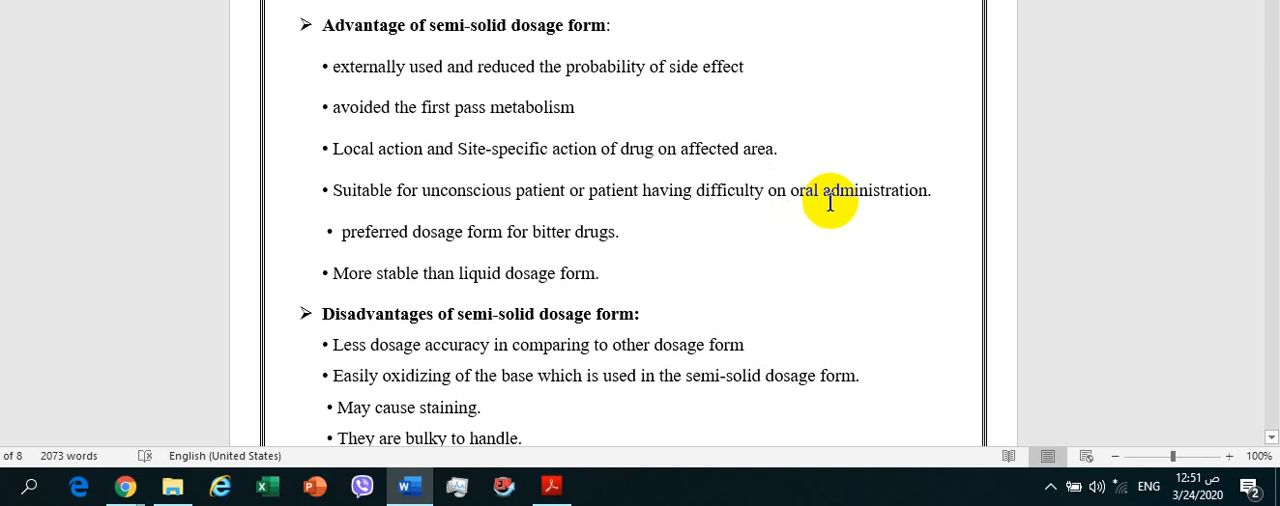 ➢ Advantage of semi-solid dosage form:
• externally used and reduced the probability of side effect
• avoided the first pass metabolism
• Local action and Site-specific action of drug on affected area.
• Suitable for unconscious patient or patient having difficulty on oral administration.
• preferred dosage form for bitter drugs.
• More stable than liquid dosage form.
➢ Disadvantages of semi-solid dosage form:
• Less dosage accuracy in comparing to other dosage form
• Easily oxidizing of the base which is used in the semi-solid dosage form.
• May cause staining.
• They are bulky to handle.
of 8 2073 words English (United States) 100%
ENG 12:51 ص
3/24/2020 2